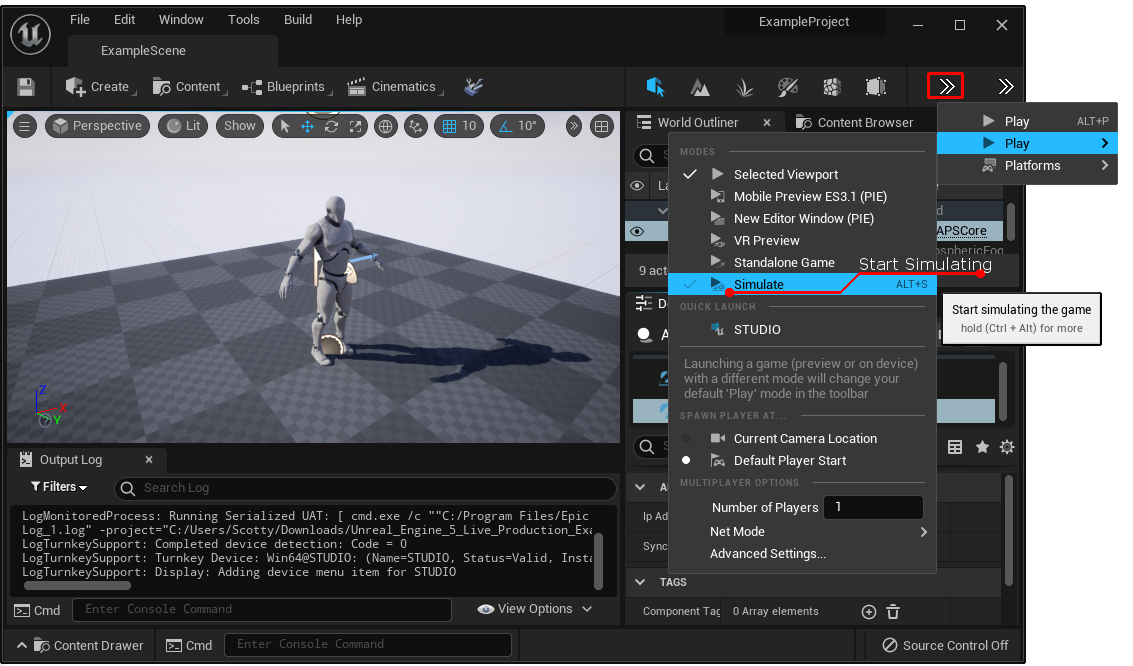 File Edit Window Tools Build Help
ExampleProject
ExampleScene
Create Content Blueprints Cinematics
Perspective Lit Show 10 10°
World Outliner Content Browser
Play ALT+P
Play
Platforms
MODES
Selected Viewport
Mobile Preview ES3.1 (PIE)
New Editor Window (PIE)
VR Preview
Standalone Game
Start Simulating
Simulate ALT+S
QUICK LAUNCH
STUDIO
Launching a game (preview or on device)
with a different mode will change your
default 'Play' mode in the toolbar
SPAWN PLAYER AT...
Current Camera Location
Default Player Start
MULTIPLAYER OPTIONS
Number of Players 1
Net Mode
Advanced Settings...
APSCore
9
Start simulating the game
hold (Ctrl + Alt) for more
Z
X
Y
Ip
TAGS
0 Array elements
Output Log
Filters Search Log
LogMonitoredProcess: Running Serialized UAT: [ cmd.exe /c ""C:/Program Files/Epic
Log_1.log" -project="C:/Users/Scotty/Downloads/Unreal_Engine_5_Live_Production_Exa
LogTurnkeySupport: Completed device detection: Code = 0
LogTurnkeySupport: Turnkey Device: Win64@STUDIO: (Name=STUDIO, Status=Valid, Insta
LogTurnkeySupport: Display: Adding device menu item for STUDIO
Cmd Enter Console Command View Options
Component
Content Drawer Cmd Enter Console Command Source Control Off